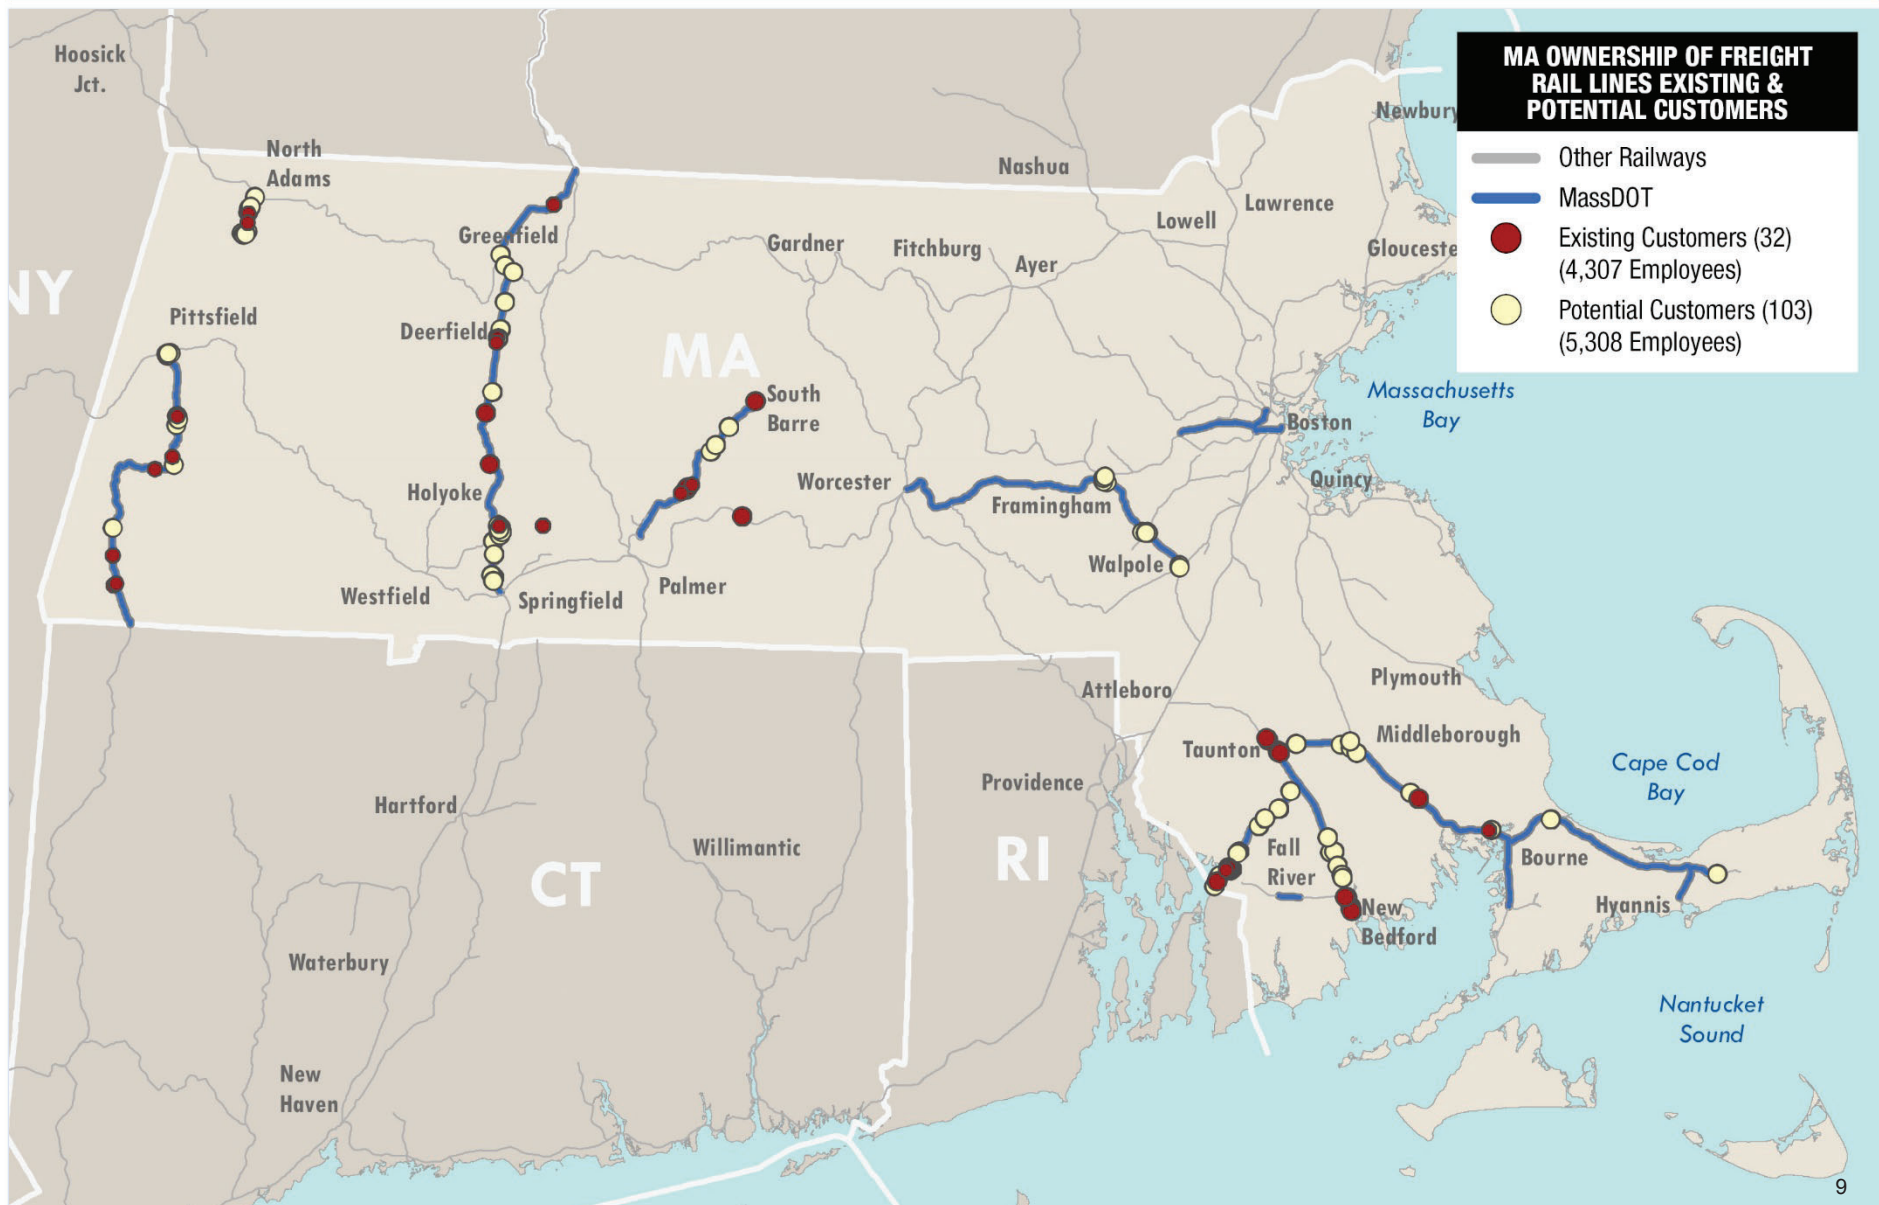 MA OWNERSHIP OF FREIGHT
RAIL LINES EXISTING &
POTENTIAL CUSTOMERS
Other Railways
MassDOT
Existing Customers (32)
(4,307 Employees)
Potential Customers (103)
(5,308 Employees)
Hoosick
Jct.
North
Adams
Nashua
Newbury
Lawrence
Lowell
Greenfield
Gardner
Fitchburg
Ayer
Glouceste
NY
Pittsfield
Deerfield
MA
South
Barre
Massachusetts
Bay
Boston
Worcester
Quincy
Holyoke
Framingham
Walpole
Palmer
Westfield
Springfield
Attleboro
Plymouth
Taunton
Middleborough
Cape Cod
Bay
Providence
Hartford
Willimantic
RI
CT
Fall
River
Bourne
Hyannis
New
Bedford
Waterbury
Nantucket
Sound
New
Haven
9